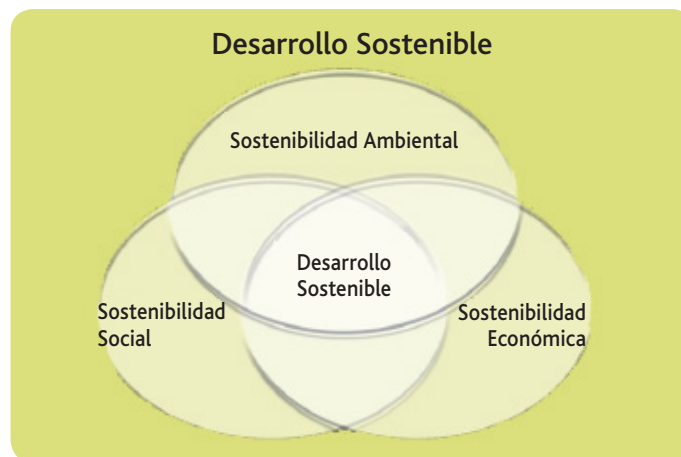 Desarrollo Sostenible
Sostenibilidad Ambiental
Desarrollo
Sostenible
Sostenibilidad
Social
Sostenibilidad
Económica